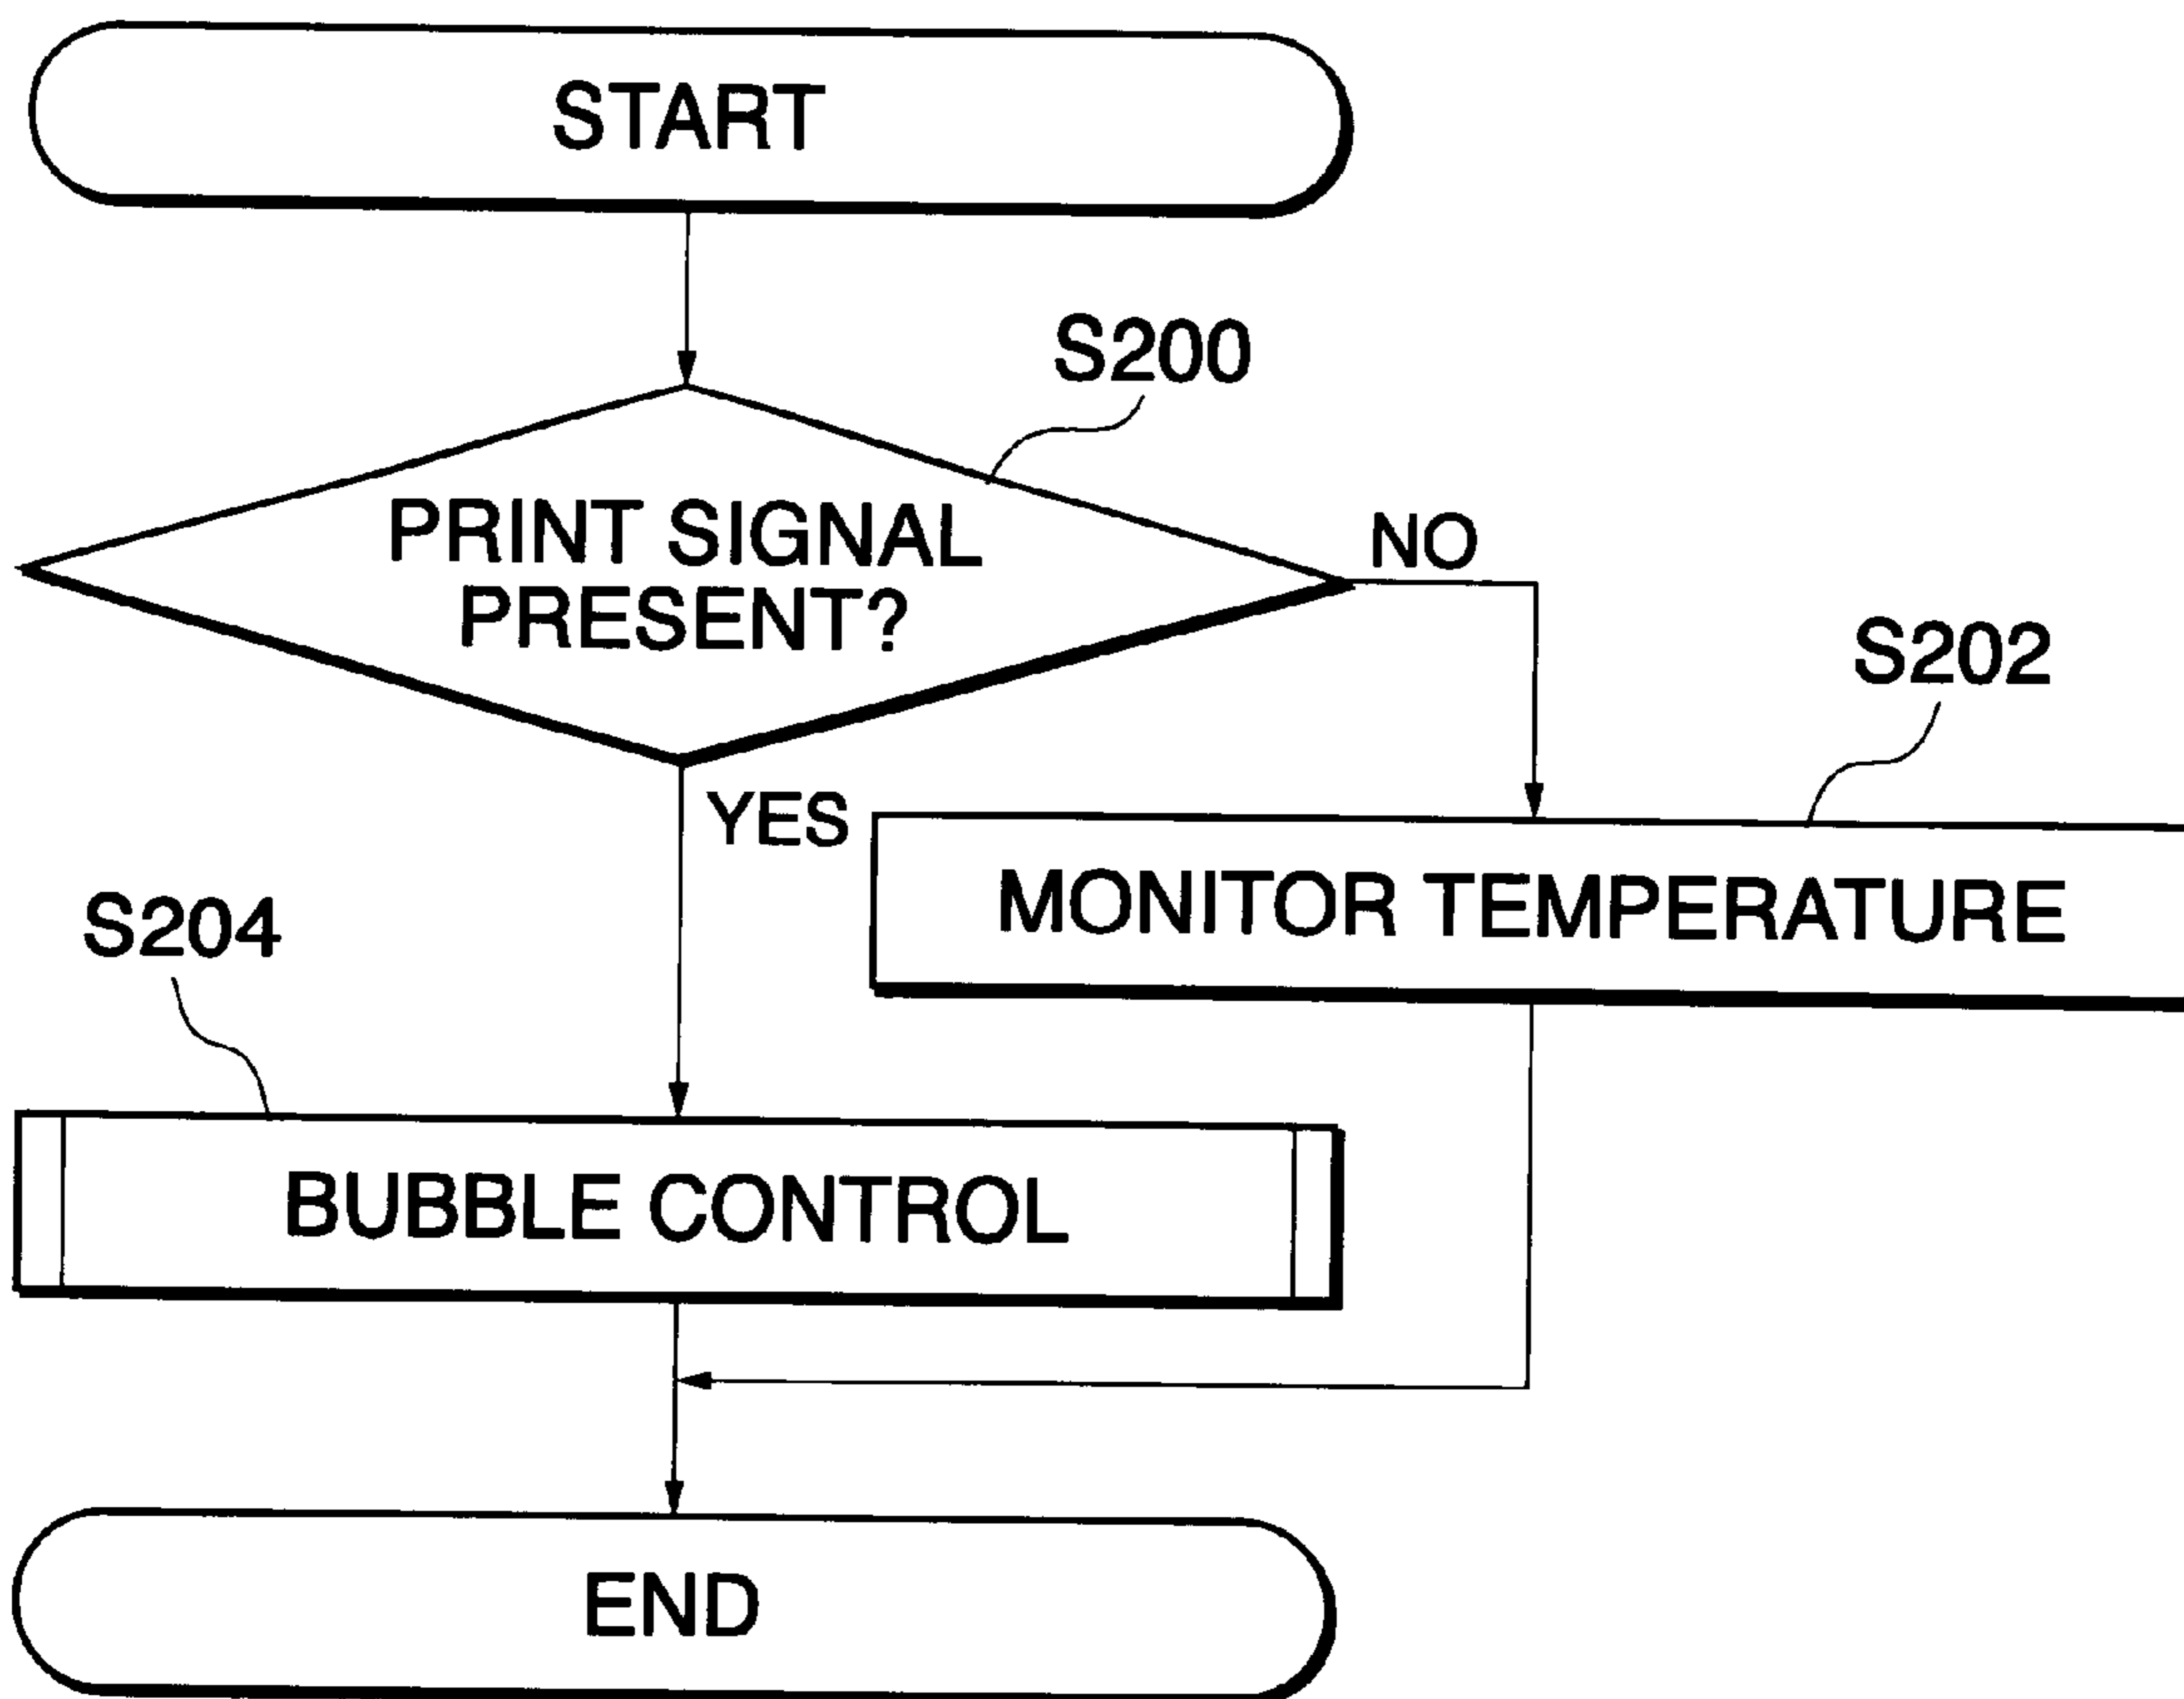 START
S200
PRINT SIGNAL
PRESENT?
NO
S202
YES
MONITOR TEMPERATURE
S204
BUBBLE CONTROL
END